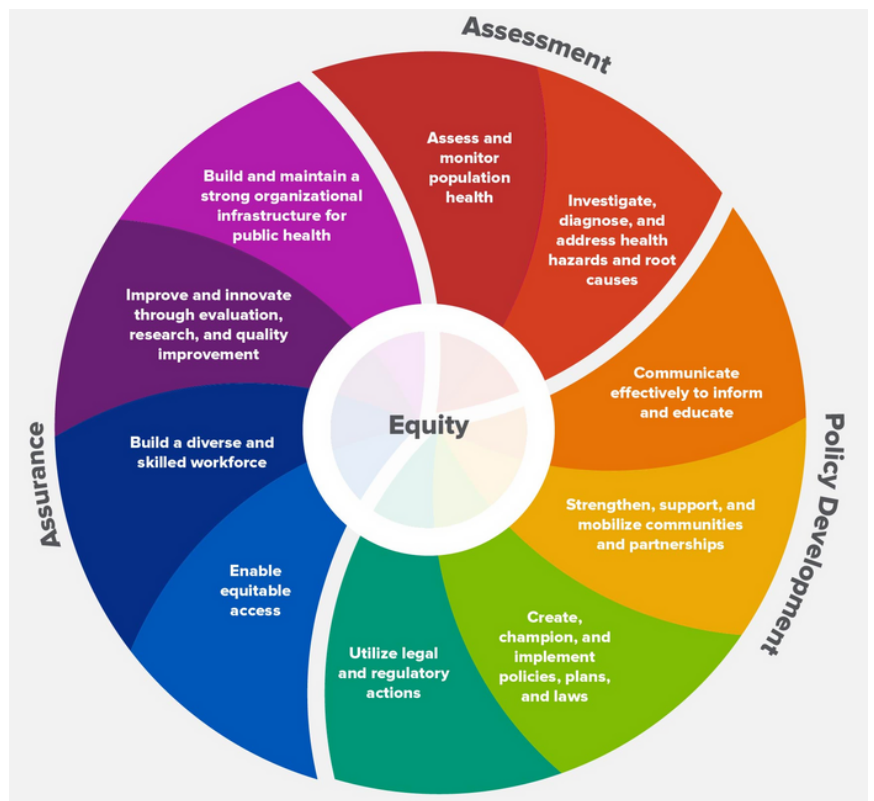 Assessment
Assess and
monitor
population
health
Investigate,
diagnose, and
address health
hazards and root
causes
Communicate
effectively to inform
and educate
Policy Development
Strengthen, support, and
mobilize communities
and partnerships
Create,
champion, and
implement
policies, plans,
and laws
Utilize legal
and regulatory
actions
Enable
equitable
access
Assurance
Build a diverse and
skilled workforce
Improve and innovate
through evaluation,
research, and quality
improvement
Build and maintain a
strong organizational
infrastructure for
public health
Equity